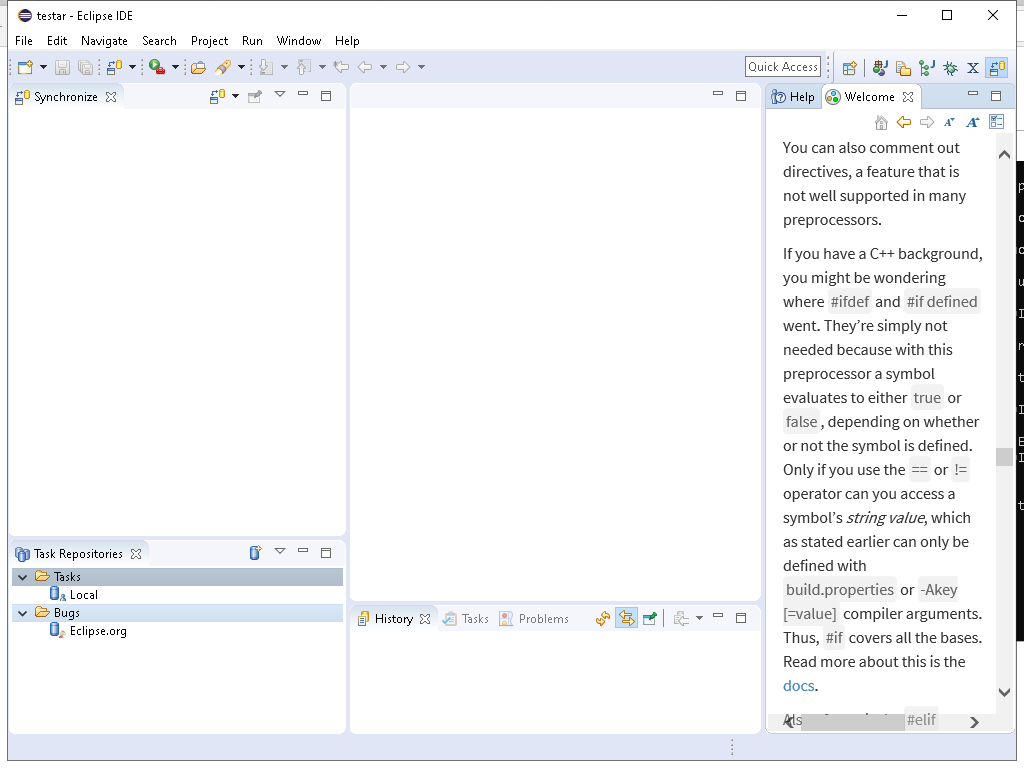 testar - Eclipse IDE
File Edit Navigate Search Project Run Window Help
Quick Access
Synchronize
Help Welcome
You can also comment out
directives, a feature that is
not well supported in many
preprocessors.
If you have a C++ background,
you might be wondering
where #ifdef and #if defined
went. They’re simply not
needed because with this
preprocessor a symbol
evaluates to either true or
false, depending on whether
or not the symbol is defined.
Only if you use the == or !=
operator can you access a
symbol’s string value, which
as stated earlier can only be
defined with
build.properties or -Akey
[=value] compiler arguments.
Thus, #if covers all the bases.
Read more about this is the
docs.
#elif
Task Repositories
Tasks
Local
Bugs
Eclipse.org
History Tasks Problems